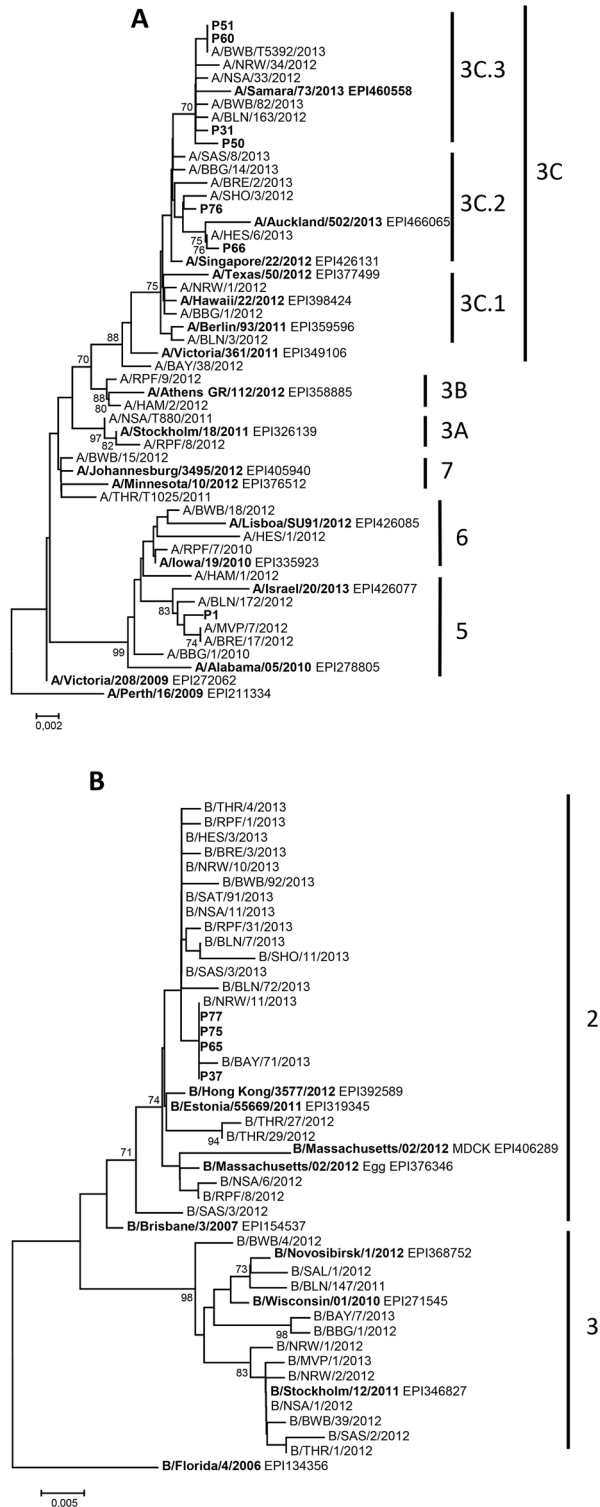 A
P51
P60
A/BWB/T5392/2013
A/NRW/34/2012
A/NSA/33/2012
A/Samara/73/2013 EPI460558
70
A/BWB/82/2013
A/BLN/163/2012
P31
P50
3C.3
A/SAS/8/2013
A/BBG/14/2013
A/BRE/2/2013
A/SHO/3/2012
P76
A/Auckland/502/2013 EPI466065
75
A/HES/6/2013
76
P66
A/Singapore/22/2012 EPI426131
3C.2
3C
A/Texas/50/2012 EPI377499
75
A/NRW/1/2012
A/Hawaii/22/2012 EPI398424
A/BBG/1/2012
A/Berlin/93/2011 EPI359596
A/BLN/3/2012
3C.1
88
A/Victoria/361/2011 EPI349106
70
A/BAY/38/2012
A/RPF/9/2012
A/Athens GR/112/2012 EPI358885
88
80
A/HAM/2/2012
3B
A/NSA/T880/2011
A/Stockholm/18/2011 EPI326139
97
82
A/RPF/8/2012
3A
A/BWB/15/2012
A/Johannesburg/3495/2012 EPI405940
A/Minnesota/10/2012 EPI376512
7
A/THR/T1025/2011
A/BWB/18/2012
A/Lisboa/SU91/2012 EPI426085
A/HES/1/2012
A/RPF/7/2010
A/Iowa/19/2010 EPI335923
6
A/HAM/1/2012
A/Israel/20/2013 EPI426077
83
A/BLN/172/2012
P1
A/MVP/7/2012
74
A/BRE/17/2012
99
A/BBG/1/2010
A/Alabama/05/2010 EPI278805
5
A/Victoria/208/2009 EPI272062
A/Perth/16/2009 EPI211334
0,002
B
B/THR/4/2013
B/RPF/1/2013
B/HES/3/2013
B/BRE/3/2013
B/NRW/10/2013
B/BWB/92/2013
B/SAT/91/2013
B/NSA/11/2013
B/RPF/31/2013
B/BLN/7/2013
B/SHO/11/2013
B/SAS/3/2013
B/BLN/72/2013
B/NRW/11/2013
P77
P75
P65
B/BAY/71/2013
P37
2
B/Hong Kong/3577/2012 EPI392589
74
B/Estonia/55669/2011 EPI319345
B/THR/27/2012
94
B/THR/29/2012
71
B/Massachusetts/02/2012 MDCK EPI406289
B/Massachusetts/02/2012 Egg EPI376346
B/NSA/6/2012
B/RPF/8/2012
B/SAS/3/2012
B/Brisbane/3/2007 EPI154537
B/BWB/4/2012
B/Novosibirsk/1/2012 EPI368752
73
B/SAL/1/2012
98
B/BLN/147/2011
B/Wisconsin/01/2010 EPI271545
B/BAY/7/2013
98
B/BBG/1/2012
3
B/NRW/1/2012
B/MVP/1/2013
83
B/NRW/2/2012
B/Stockholm/12/2011 EPI346827
B/NSA/1/2012
B/BWB/39/2012
B/SAS/2/2012
B/THR/1/2012
B/Florida/4/2006 EPI134356
0.005